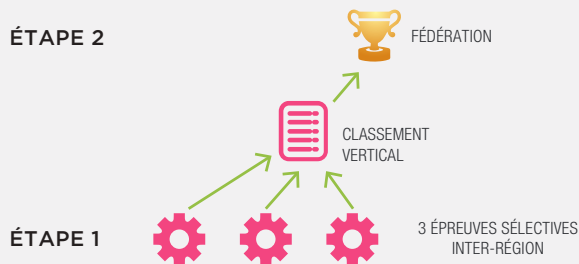 ÉTAPE 2
FÉDÉRATION
CLASSEMENT
VERTICAL
ÉTAPE 1
3 ÉPREUVES SÉLECTIVES
INTER-RÉGION